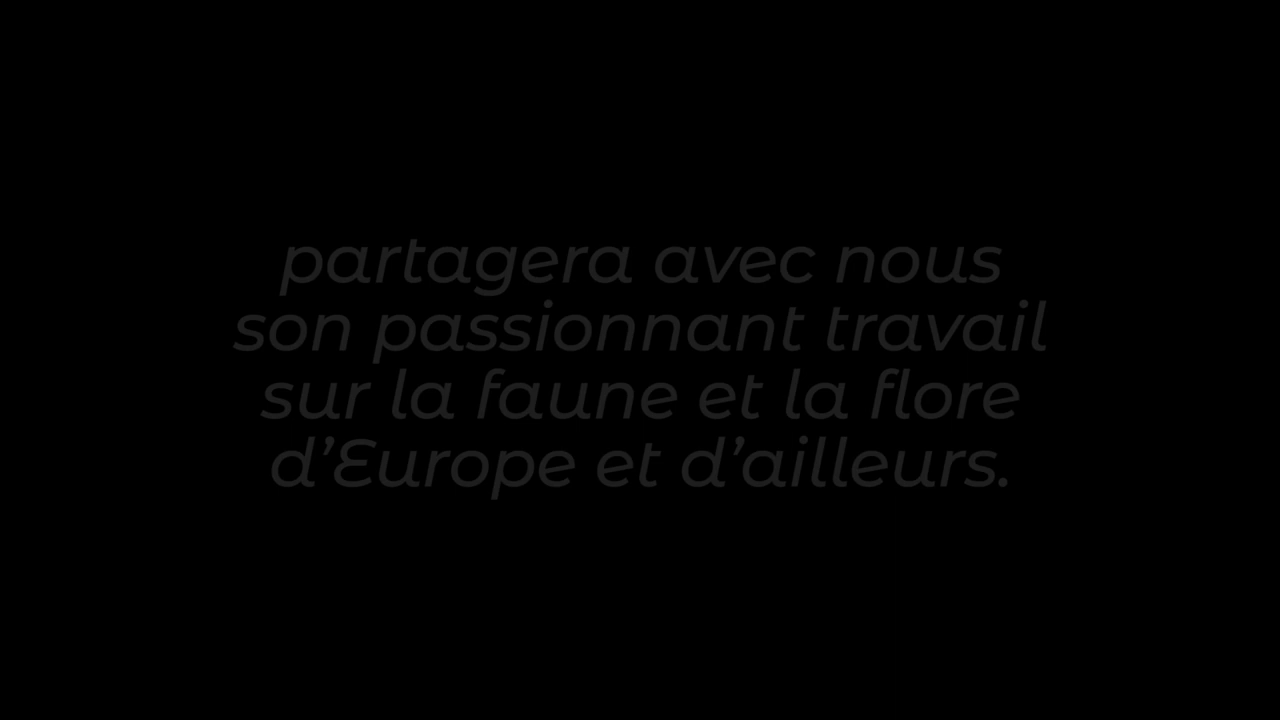 partagera avec nous
son passionnant travail
sur la faune et la flore
d’Europe et d’ailleurs.